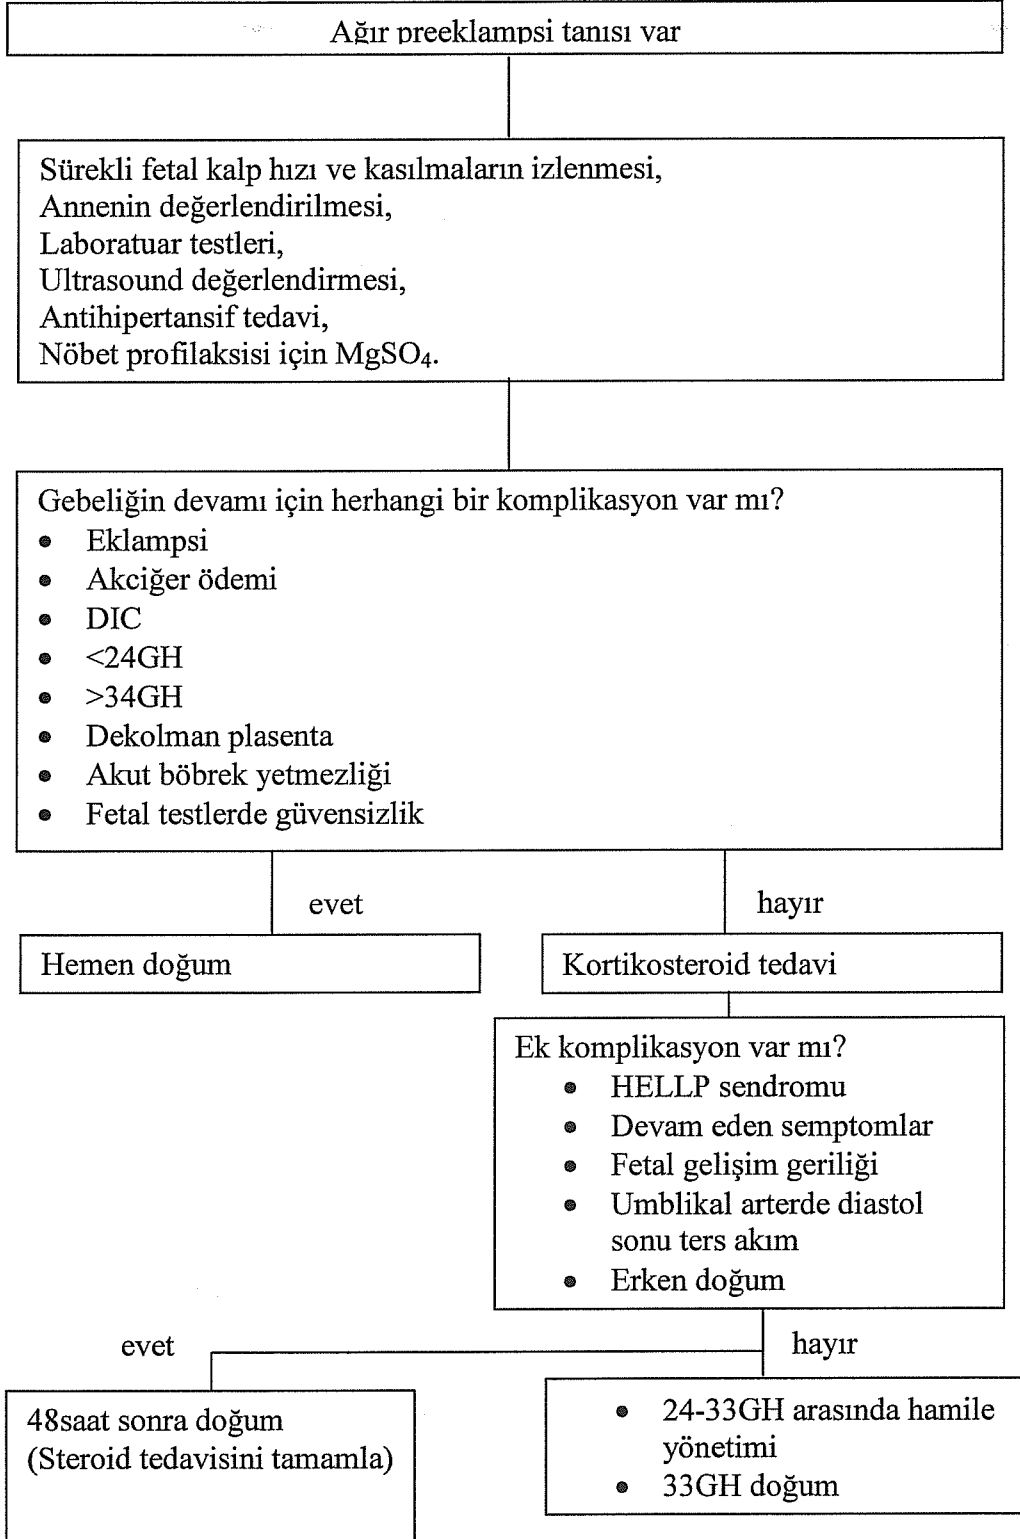 Ağır preeklampsi tanısı var
Sürekli fetal kalp hızı ve kasılmaların izlenmesi,
Annenin değerlendirilmesi,
Laboratuar testleri,
Ultrasound değerlendirmesi,
Antihipertansif tedavi,
Nöbet profilaksisi için MgSO₄.
Gebeliğin devamı için herhangi bir komplikasyon var mı?
• Eklampsi
• Akciğer ödemi
• DIC
• <24GH
• >34GH
• Dekolman plasenta
• Akut böbrek yetmezliği
• Fetal testlerde güvensizlik
evet
hayır
Hemen doğum
Kortikosteroid tedavi
Ek komplikasyon var mı?
• HELLP sendromu
• Devam eden semptomlar
• Fetal gelişim geriliği
• Umblikal arterde diastol
sonu ters akım
• Erken doğum
evet
hayır
48saat sonra doğum
(Steroid tedavisini tamamla)
• 24-33GH arasında hamile
yönetimi
• 33GH doğum